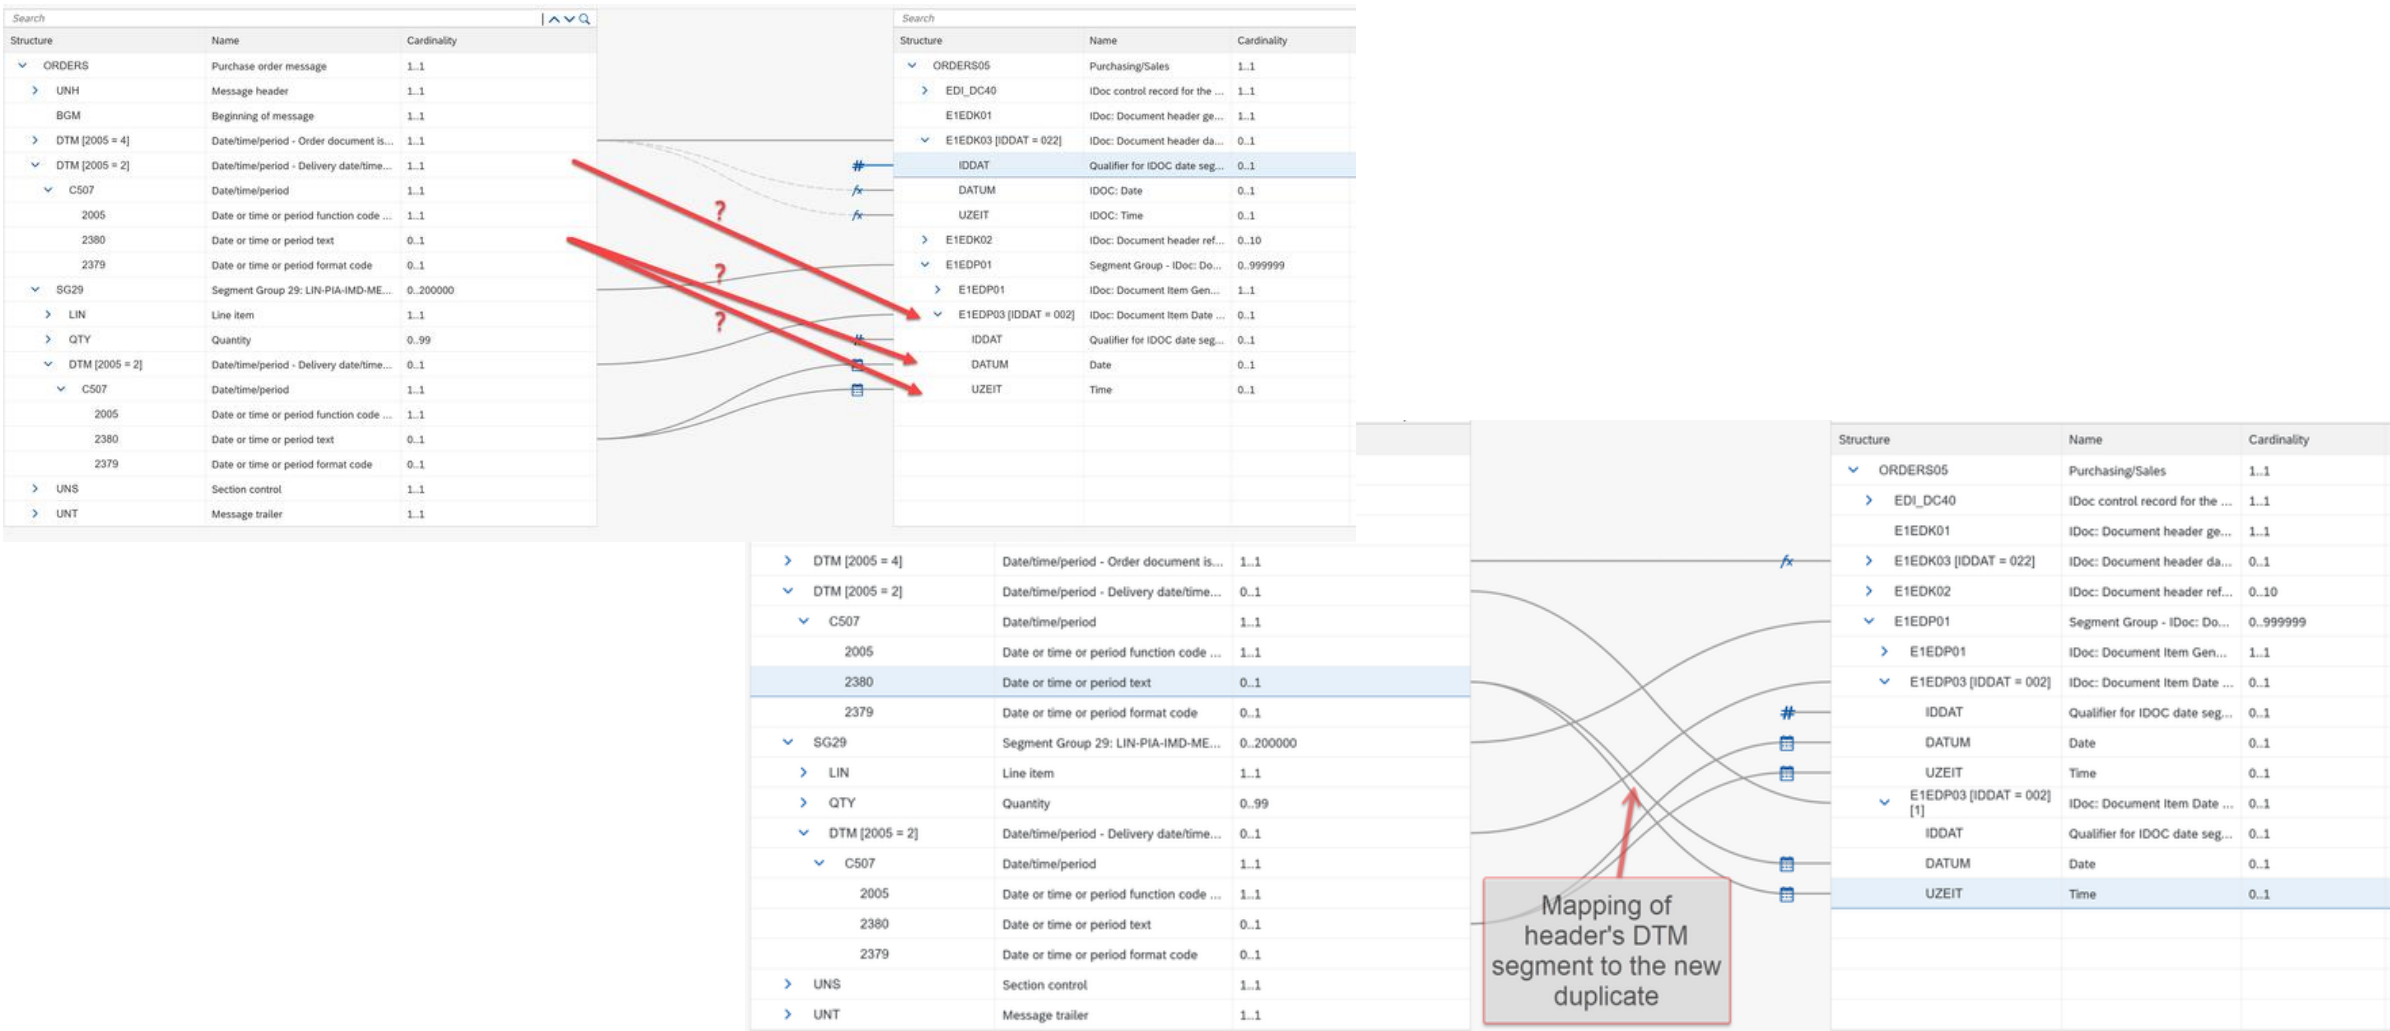 Search
Structure Name Cardinality
ORDERS Purchase order message 1..1
UNH Message header 1..1
BGM Beginning of message 1..1
DTM [2005 = 4] Date/time/period - Order document is... 1..1
DTM [2005 = 2] Date/time/period - Delivery date/time... 1..1
C507 Date/time/period 1..1
2005 Date or time or period function code ... 1..1
2380 Date or time or period text 0..1
2379 Date or time or period format code 0..1
SG29 Segment Group 29: LIN-PIA-IMD-ME... 0..200000
LIN Line item 1..1
QTY Quantity 0..99
DTM [2005 = 2] Date/time/period - Delivery date/time... 0..1
C507 Date/time/period 1..1
2005 Date or time or period function code ... 1..1
2380 Date or time or period text 0..1
2379 Date or time or period format code 0..1
UNS Section control 1..1
UNT Message trailer 1..1
?
?
?
#
fx
fx
#
Search
Structure Name Cardinality
ORDERS05 Purchasing/Sales 1..1
EDI_DC40 IDoc control record for the ... 1..1
E1EDK01 IDoc: Document header ge... 1..1
E1EDK03 [IDDAT = 022] IDoc: Document header da... 0..1
IDDAT Qualifier for IDOC date seg... 0..1
DATUM IDOC: Date 0..1
UZEIT IDOC: Time 0..1
E1EDK02 IDoc: Document header ref... 0..10
E1EDP01 Segment Group - IDoc: Do... 0..999999
E1EDP01 IDoc: Document Item Gen... 1..1
E1EDP03 [IDDAT = 002] IDoc: Document Item Date ... 0..1
IDDAT Qualifier for IDOC date seg... 0..1
DATUM Date 0..1
UZEIT Time 0..1
DTM [2005 = 4] Date/time/period - Order document is... 1..1
DTM [2005 = 2] Date/time/period - Delivery date/time... 0..1
C507 Date/time/period 1..1
2005 Date or time or period function code ... 1..1
2380 Date or time or period text 0..1
2379 Date or time or period format code 0..1
SG29 Segment Group 29: LIN-PIA-IMD-ME... 0..200000
LIN Line item 1..1
QTY Quantity 0..99
DTM [2005 = 2] Date/time/period - Delivery date/time... 0..1
C507 Date/time/period 1..1
2005 Date or time or period function code ... 1..1
2380 Date or time or period text 0..1
2379 Date or time or period format code 0..1
UNS Section control 1..1
UNT Message trailer 1..1
fx
#
Mapping of
header's DTM
segment to the new
duplicate
Structure Name Cardinality
ORDERS05 Purchasing/Sales 1..1
EDI_DC40 IDoc control record for the ... 1..1
E1EDK01 IDoc: Document header ge... 1..1
E1EDK03 [IDDAT = 022] IDoc: Document header da... 0..1
E1EDK02 IDoc: Document header ref... 0..10
E1EDP01 Segment Group - IDoc: Do... 0..999999
E1EDP01 IDoc: Document Item Gen... 1..1
E1EDP03 [IDDAT = 002] IDoc: Document Item Date ... 0..1
IDDAT Qualifier for IDOC date seg... 0..1
DATUM Date 0..1
UZEIT Time 0..1
E1EDP03 [IDDAT = 002]
[1] IDoc: Document Item Date ... 0..1
IDDAT Qualifier for IDOC date seg... 0..1
DATUM Date 0..1
UZEIT Time 0..1